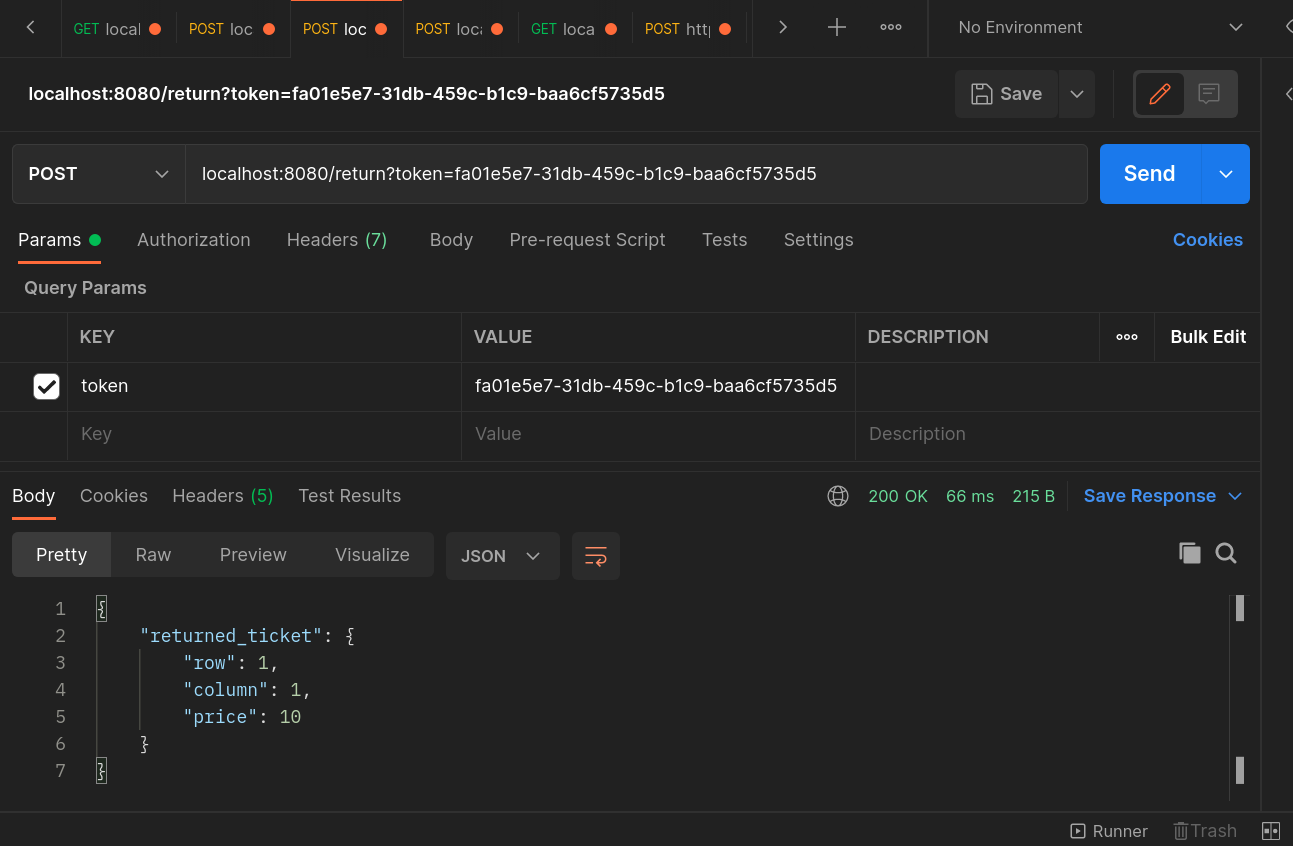 GET local POST loc POST loc POST loc GET loca POST htt No Environment
localhost:8080/return?token=fa01e5e7-31db-459c-b1c9-baa6cf5735d5 Save
POST localhost:8080/return?token=fa01e5e7-31db-459c-b1c9-baa6cf5735d5 Send
Params Authorization Headers (7) Body Pre-request Script Tests Settings Cookies
Query Params
KEY VALUE DESCRIPTION Bulk Edit
token fa01e5e7-31db-459c-b1c9-baa6cf5735d5
Key Value Description
Body Cookies Headers (5) Test Results 200 OK 66 ms 215 B Save Response
Pretty Raw Preview Visualize JSON
1 {
2 "returned_ticket": {
3 "row": 1,
4 "column": 1,
5 "price": 10
6 }
7 }
Runner Trash